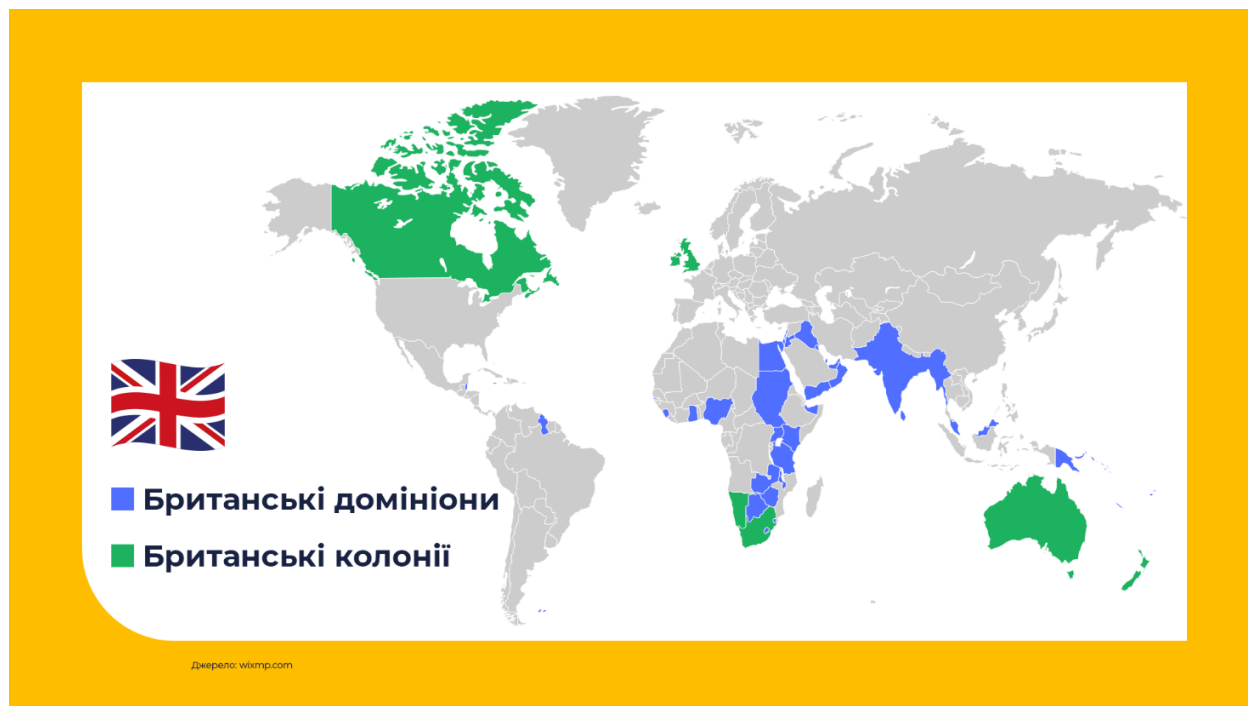 Британські домініони
Британські колонії
Джерело: wixmp.com